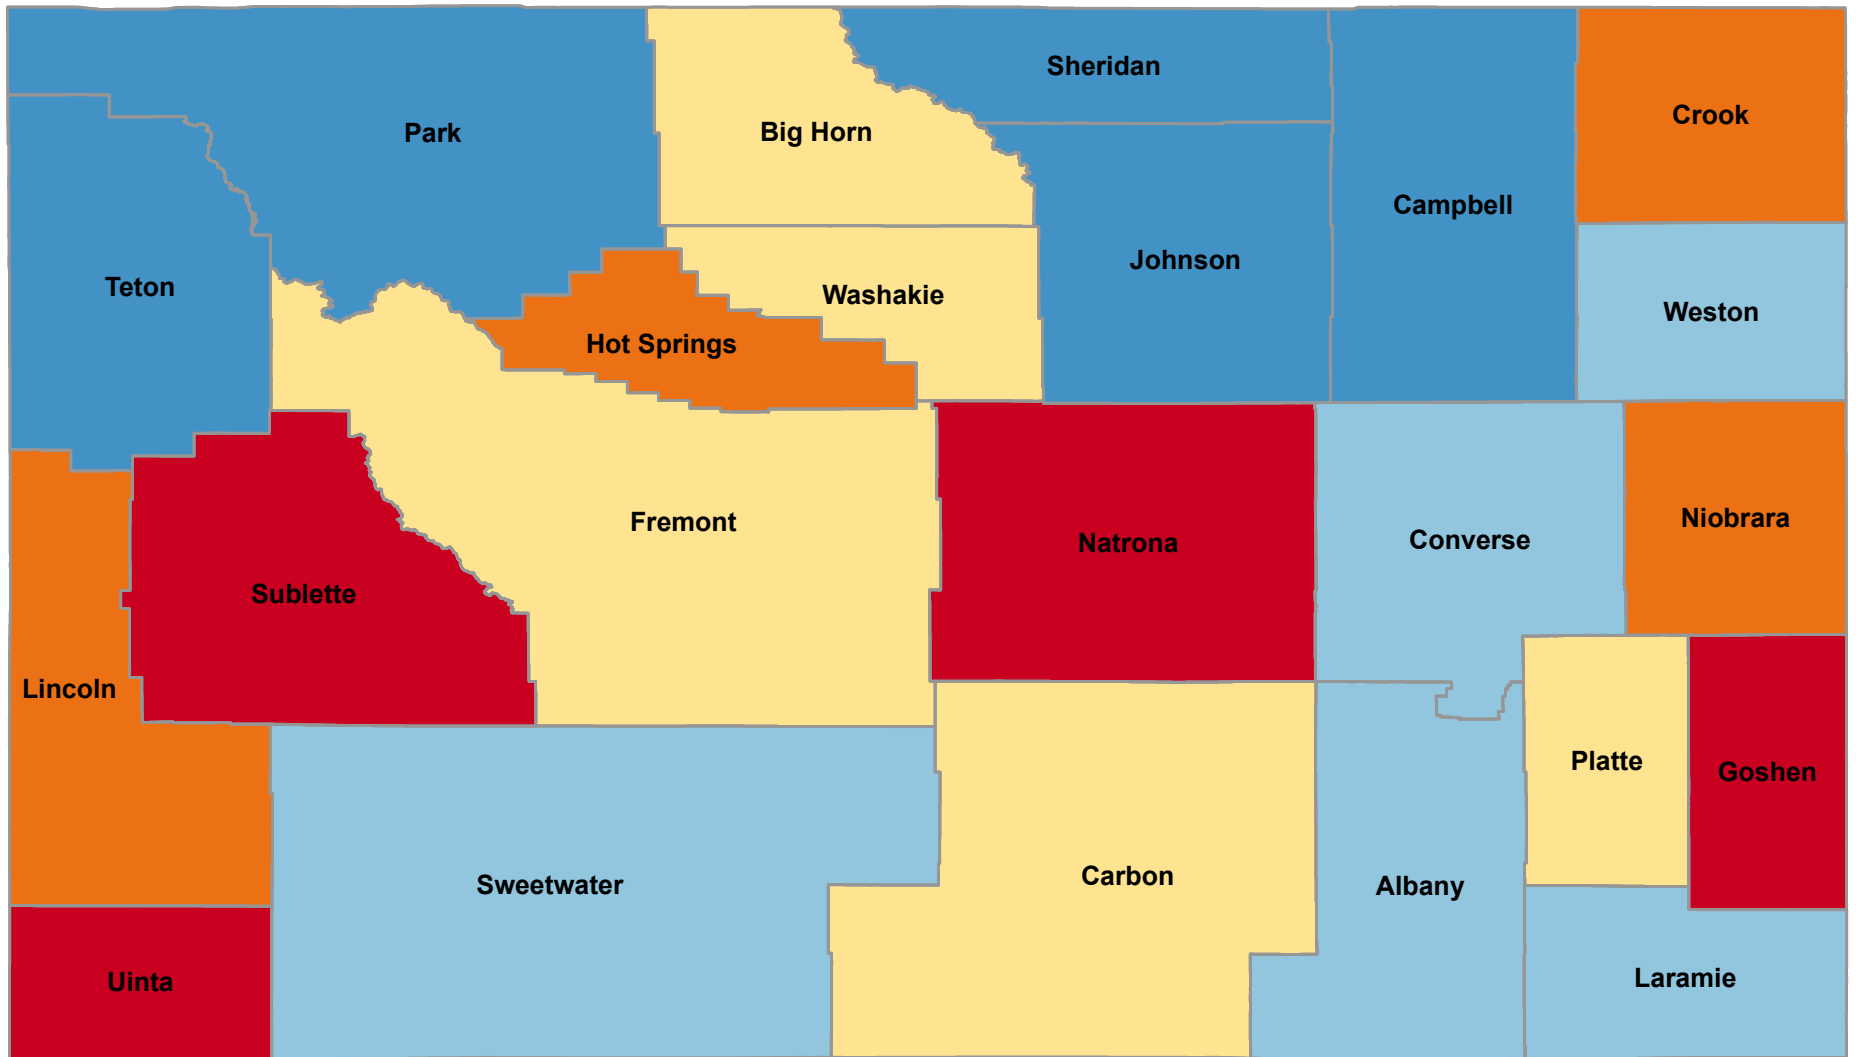 Sheridan
Crook
Park
Big Horn
Campbell
Johnson
Teton
Washakie
Weston
Hot Springs
Niobrara
Fremont
Converse
Natrona
Sublette
Lincoln
Platte
Goshen
Carbon
Sweetwater
Albany
Laramie
Uinta